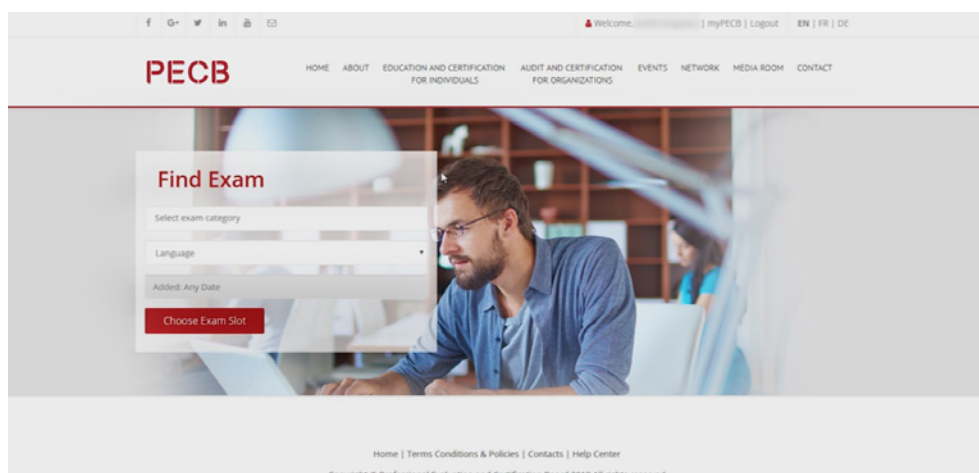 Welcome, | myPECB | Logout EN | FR | DE
PECB
HOME ABOUT EDUCATION AND CERTIFICATION FOR INDIVIDUALS AUDIT AND CERTIFICATION FOR ORGANIZATIONS EVENTS NETWORK MEDIA ROOM CONTACT
Find Exam
Select exam category
Language
Added: Any Date
Choose Exam Slot
Home | Terms Conditions & Policies | Contacts | Help Center